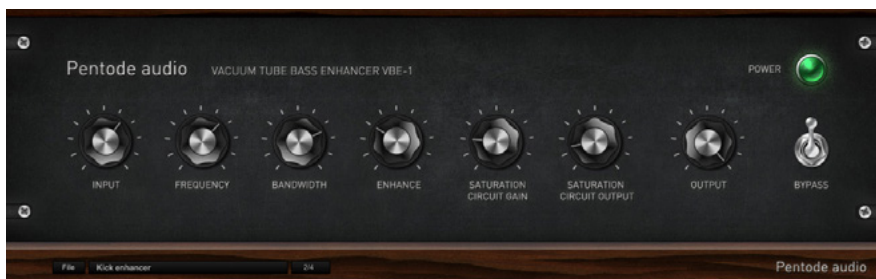 Pentode audio VACUUM TUBE BASS ENHANCER VBE-1
POWER
INPUT FREQUENCY BANDWIDTH ENHANCE SATURATION CIRCUIT GAIN SATURATION CIRCUIT OUTPUT OUTPUT BYPASS
File Kick enhancer 2/4
Pentode audio